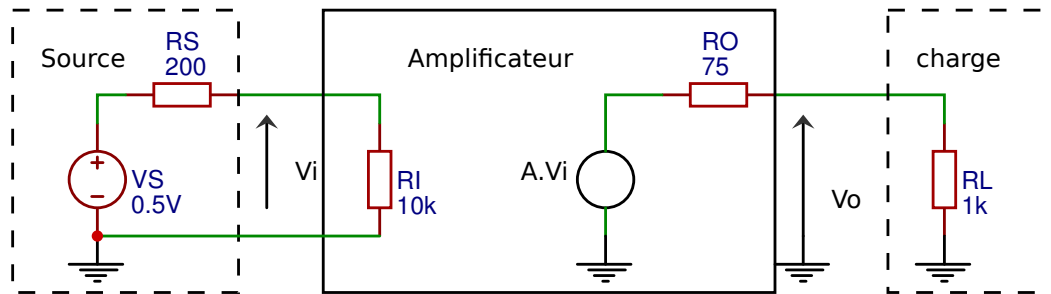 Source
RS
200
Amplificateur
RO
75
charge
VS
0.5V
Vi
RI
10k
A.Vi
Vo
RL
1k
+
−